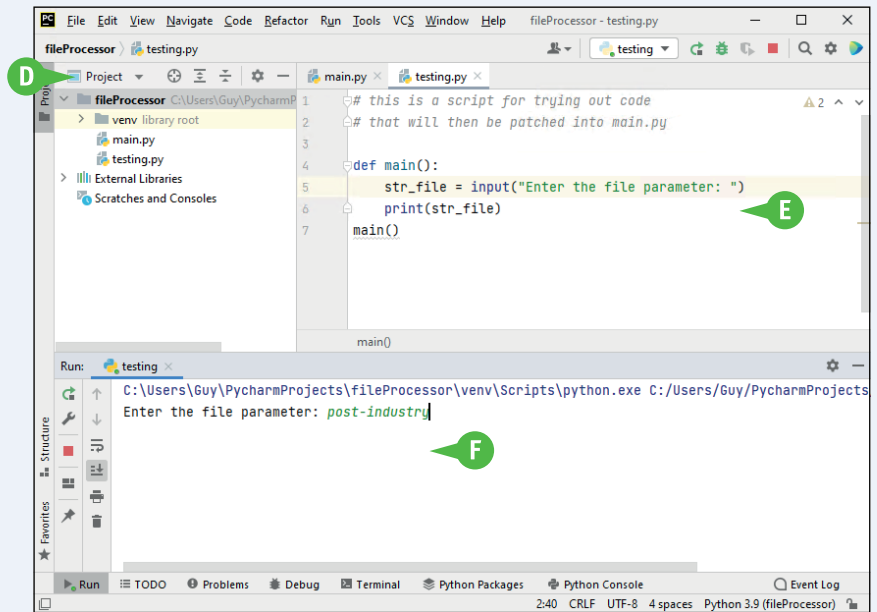 PC File Edit View Navigate Code Refactor Run Tools VCS Window Help fileProcessor - testing.py
fileProcessor testing.py testing
D Project main.py testing.py
fileProcessor C:\Users\Guy\PycharmP
venv library root
main.py
testing.py
External Libraries
Scratches and Consoles
1 # this is a script for trying out code 2
2 # that will then be patched into main.py
3
4 def main():
5 str_file = input("Enter the file parameter: ")
6 print(str_file)
7 main()
E
main()
Run: testing
C:\Users\Guy\PycharmProjects\fileProcessor\venv\Scripts\python.exe C:/Users/Guy/PycharmProjects
Enter the file parameter: post-industry
F
Structure
Favorites
Run TODO Problems Debug Terminal Python Packages Python Console Event Log
2:40 CRLF UTF-8 4 spaces Python 3.9 (fileProcessor)